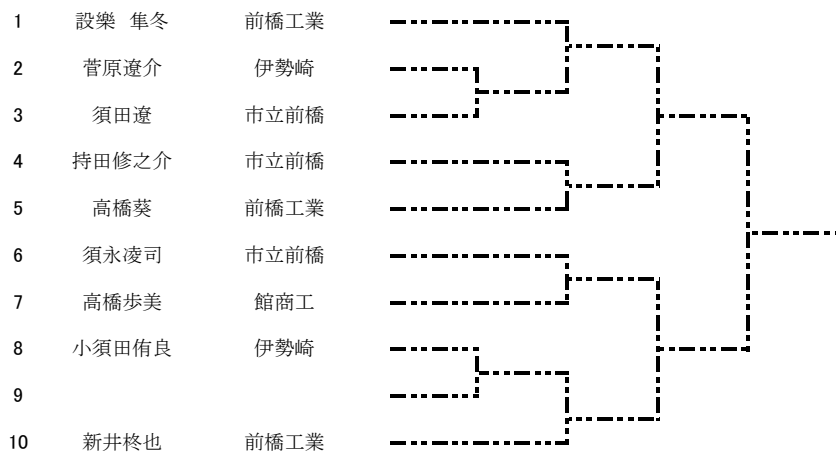 1 設樂 隼冬 前橋工業
2 菅原遼介 伊勢崎
3 須田遼 市立前橋
4 持田修之介 市立前橋
5 高橋葵 前橋工業
6 須永凌司 市立前橋
7 高橋歩美 館商工
8 小須田侑良 伊勢崎
9
10 新井柊也 前橋工業